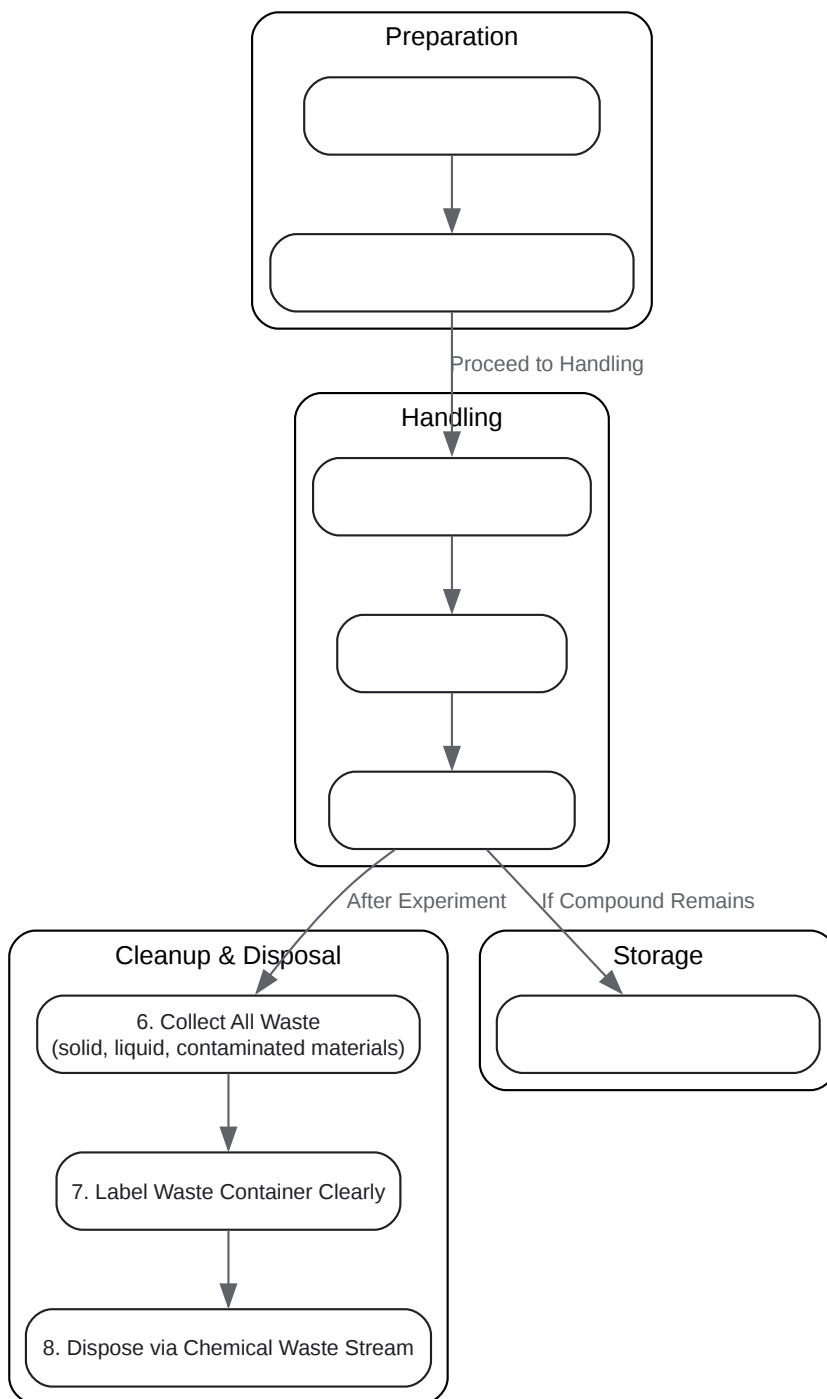 Preparation
Proceed to Handling
Handling
After Experiment
If Compound Remains
Cleanup & Disposal
6. Collect All Waste
(solid, liquid, contaminated materials)
7. Label Waste Container Clearly
8. Dispose via Chemical Waste Stream
Storage